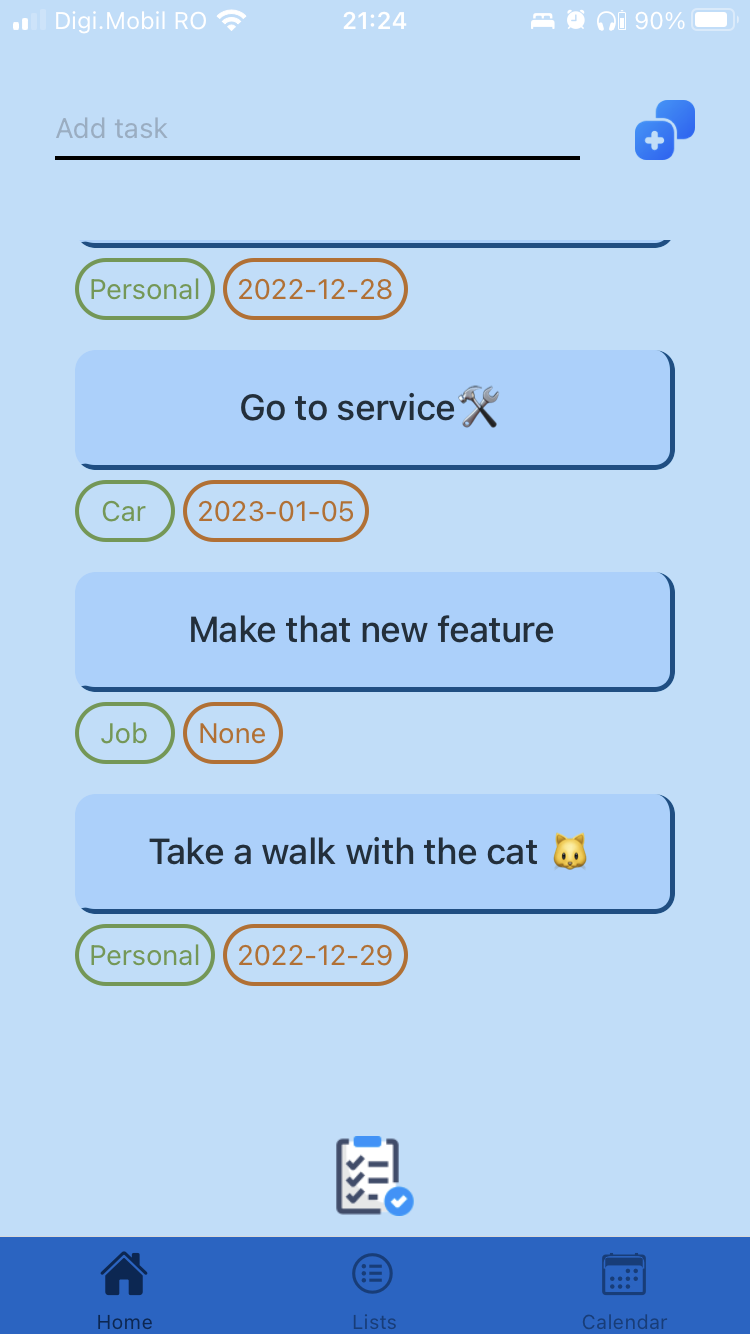 Digi.Mobil RO 21:24 90%
Add task
Personal 2022-12-28
Go to service🛠️
Car 2023-01-05
Make that new feature
Job None
Take a walk with the cat 🐱
Personal 2022-12-29
Home Lists Calendar